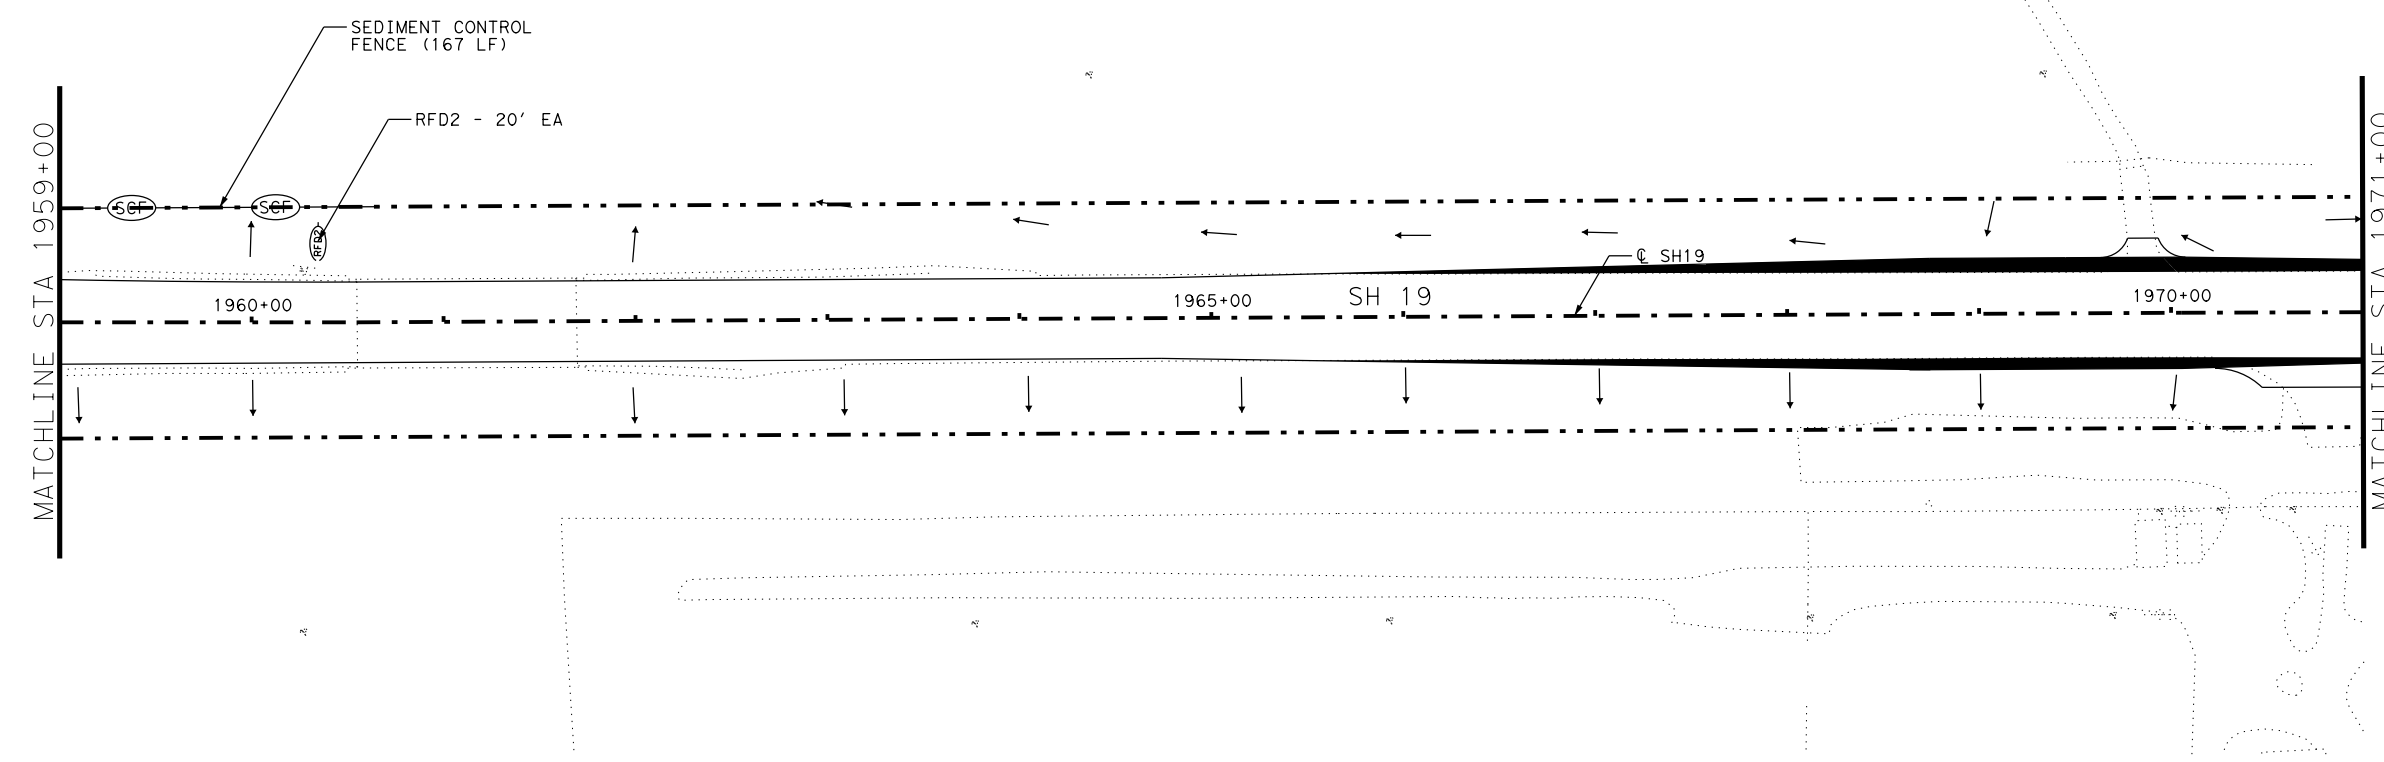 SEDIMENT CONTROL
FENCE (167 LF)
RFD2 - 20' EA
MATCHLINE STA 1959+00
SCF
SCF
RFD2
℄ SH19
1960+00
1965+00
SH 19
1970+00
MATCHLINE STA 1971+00